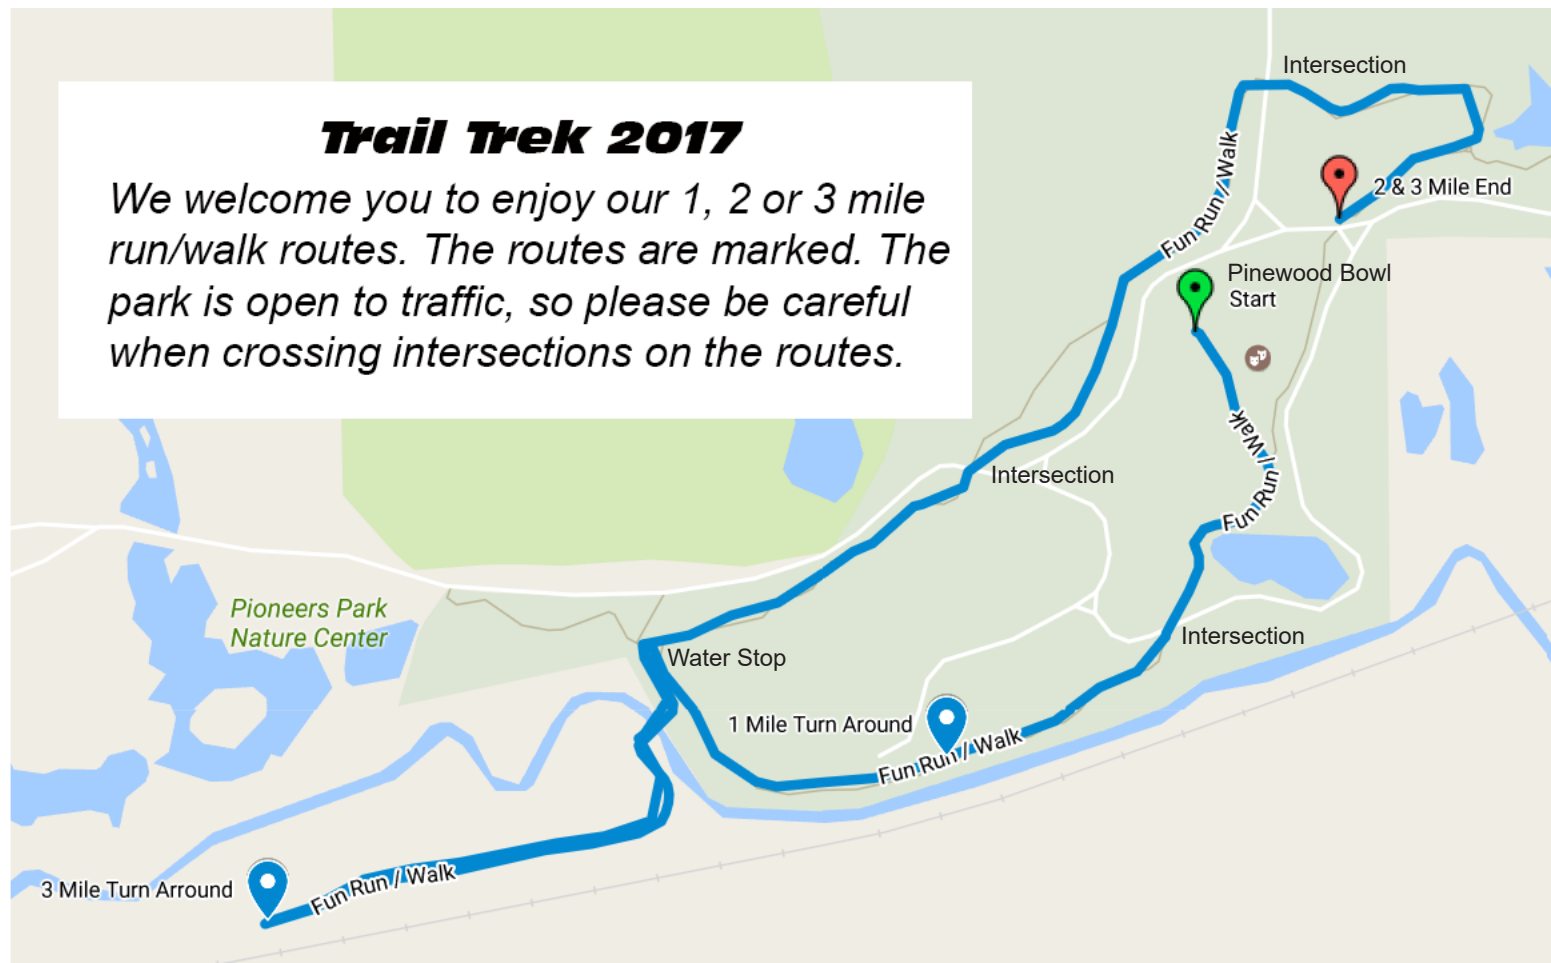 Trail Trek 2017
We welcome you to enjoy our 1, 2 or 3 mile
run/walk routes. The routes are marked. The
park is open to traffic, so please be careful
when crossing intersections on the routes.
Intersection
Fun Run / Walk
2 & 3 Mile End
Pinewood Bowl
Start
Fun Run / Walk
Intersection
Pioneers Park
Nature Center
Intersection
Water Stop
1 Mile Turn Around
Fun Run / Walk
3 Mile Turn Arround
Fun Run / Walk